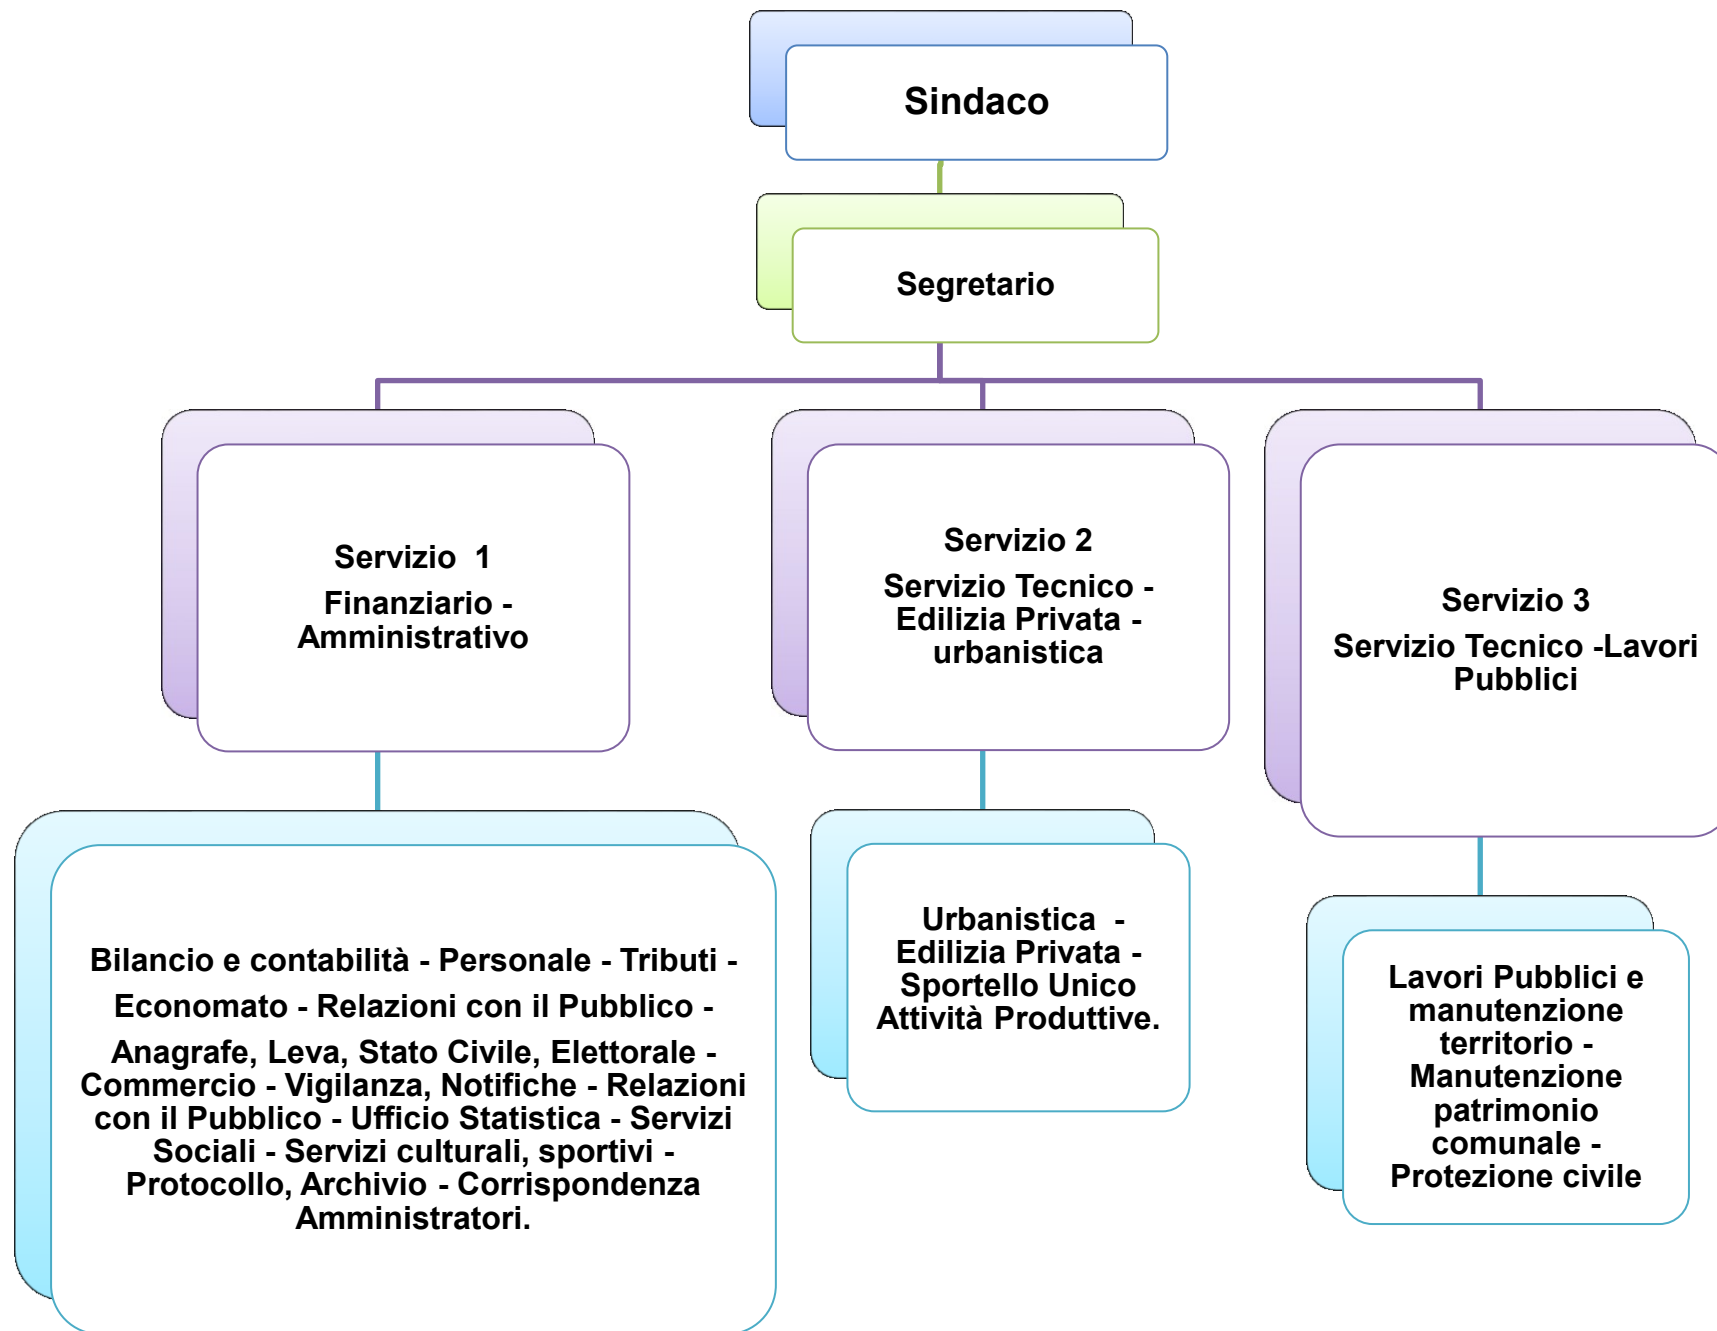 Sindaco
Segretario
Servizio  1
Finanziario -
Amministrativo
Servizio 2
Servizio Tecnico -
Edilizia Privata -
urbanistica
Servizio 3
Servizio Tecnico -Lavori
Pubblici
Bilancio e contabilità - Personale - Tributi -
Economato - Relazioni con il Pubblico -
Anagrafe, Leva, Stato Civile, Elettorale -
Commercio - Vigilanza, Notifiche - Relazioni
con il Pubblico - Ufficio Statistica - Servizi
Sociali - Servizi culturali, sportivi -
Protocollo, Archivio - Corrispondenza
Amministratori.
Urbanistica  -
Edilizia Privata -
Sportello Unico
Attività Produttive.
Lavori Pubblici e
manutenzione
territorio -
Manutenzione
patrimonio
comunale -
Protezione civile